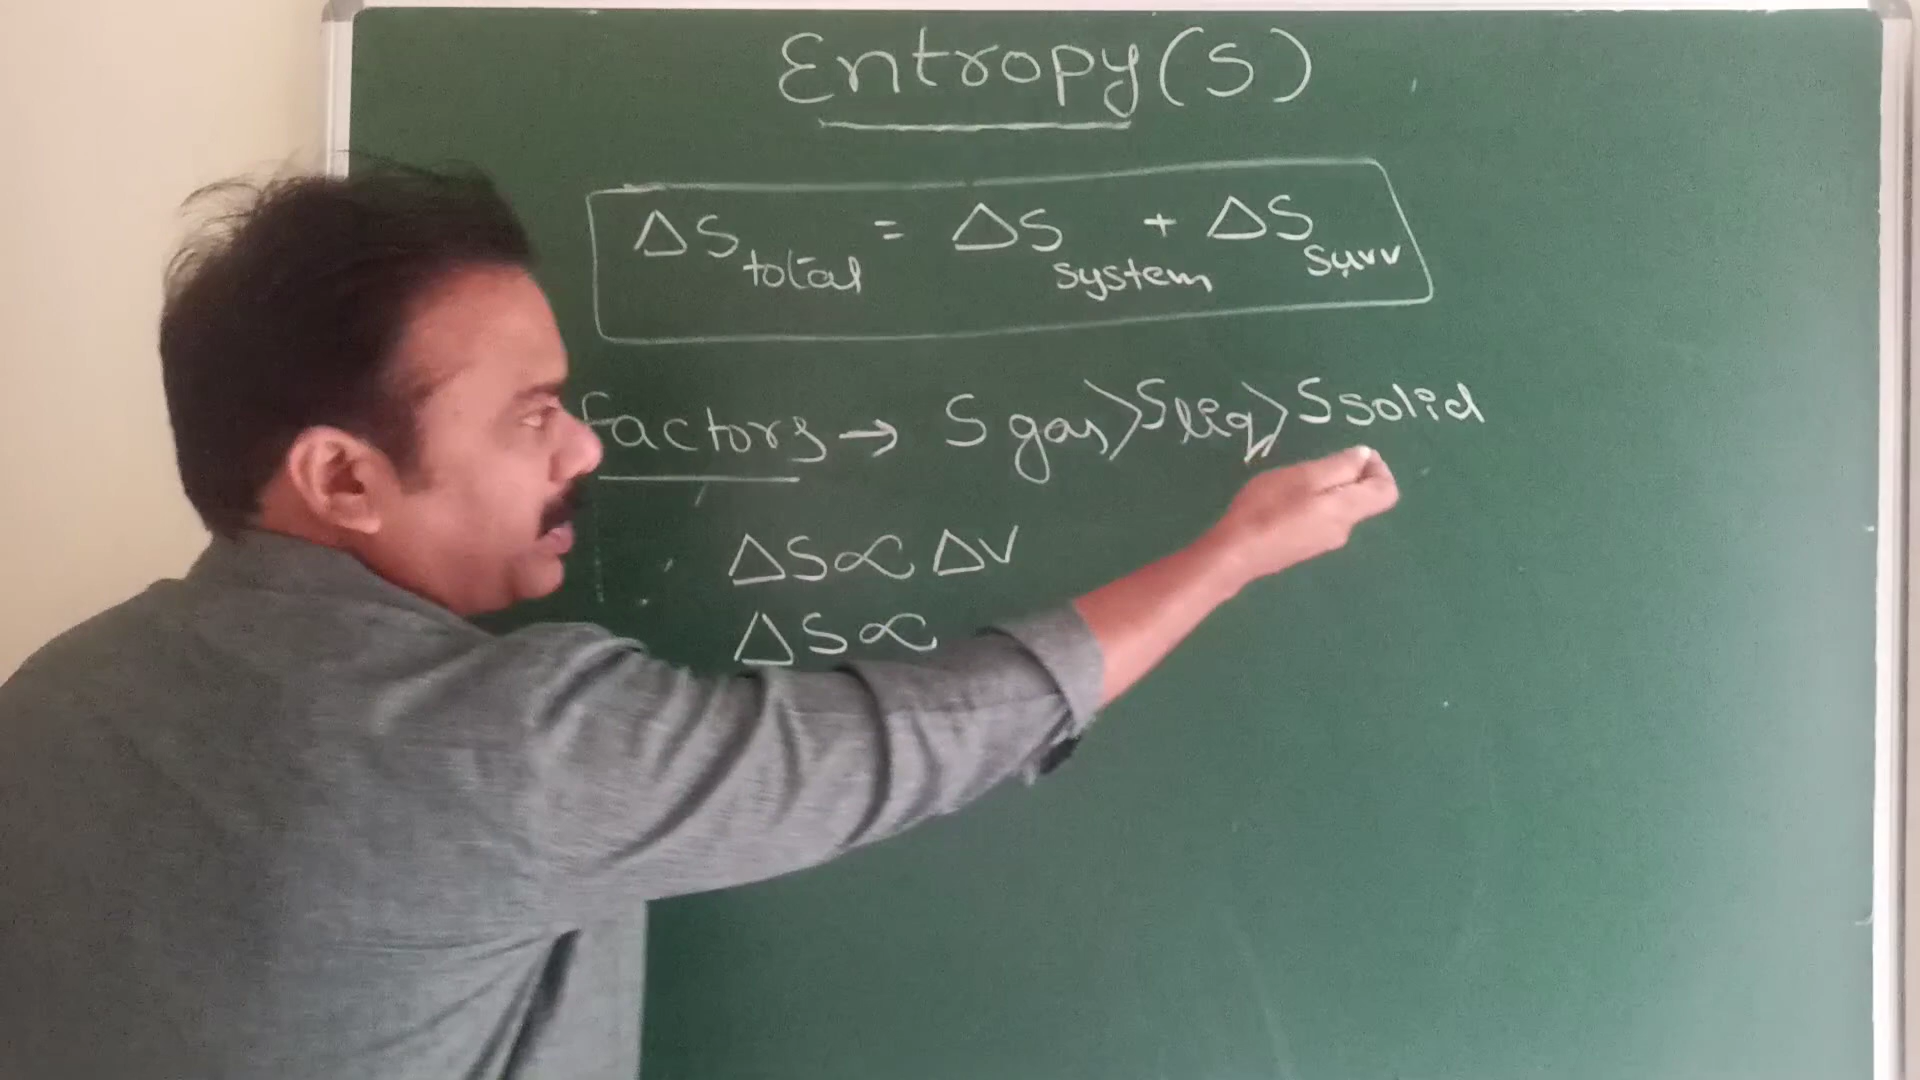 Entropy (S)
ΔS total = ΔS system + ΔS surr
Factors → S gas > S liq > S solid
ΔS ∝ ΔV
ΔS ∝